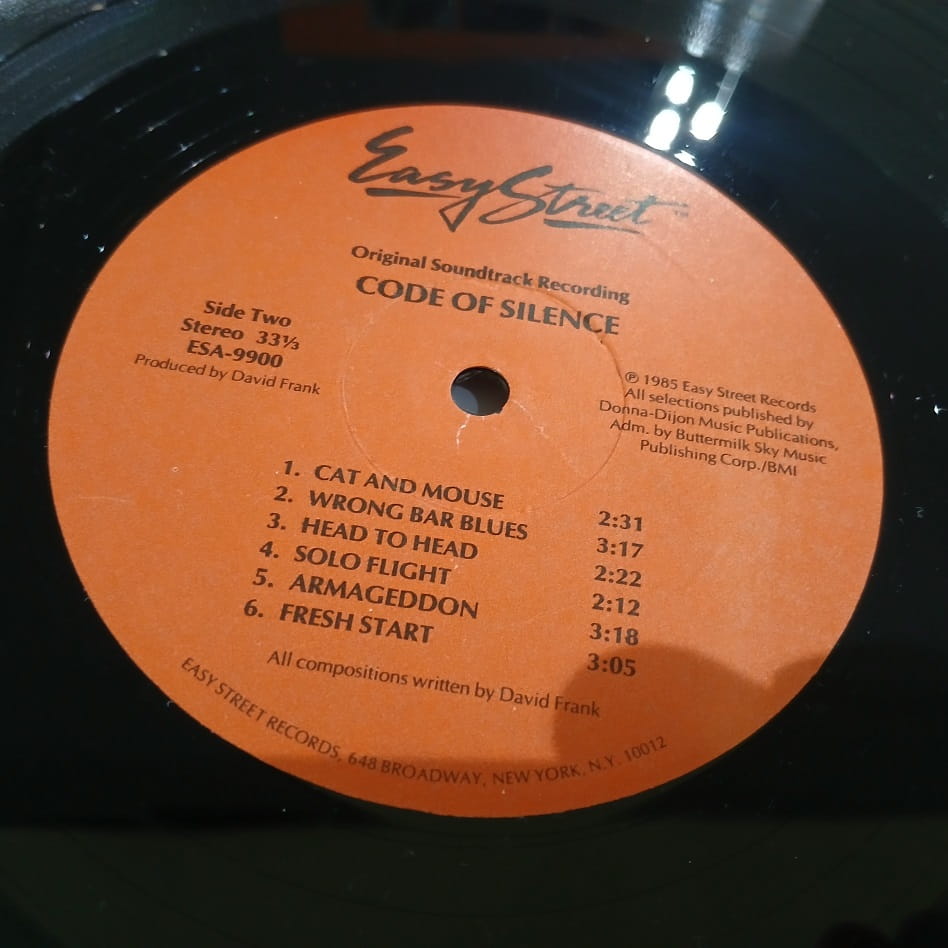 Easy Street
Original Soundtrack Recording
CODE OF SILENCE
Side Two
Stereo 33⅓
ESA-9900
Produced by David Frank
℗ 1985 Easy Street Records
All selections published by
Donna-Dijon Music Publications,
Adm. by Buttermilk Sky Music
Publishing Corp./BMI
1. CAT AND MOUSE 2:31
2. WRONG BAR BLUES 3:17
3. HEAD TO HEAD 2:22
4. SOLO FLIGHT 2:12
5. ARMAGEDDON 3:18
6. FRESH START 3:05
All compositions written by David Frank
EASY STREET RECORDS, 648 BROADWAY, NEW YORK, N.Y. 10012